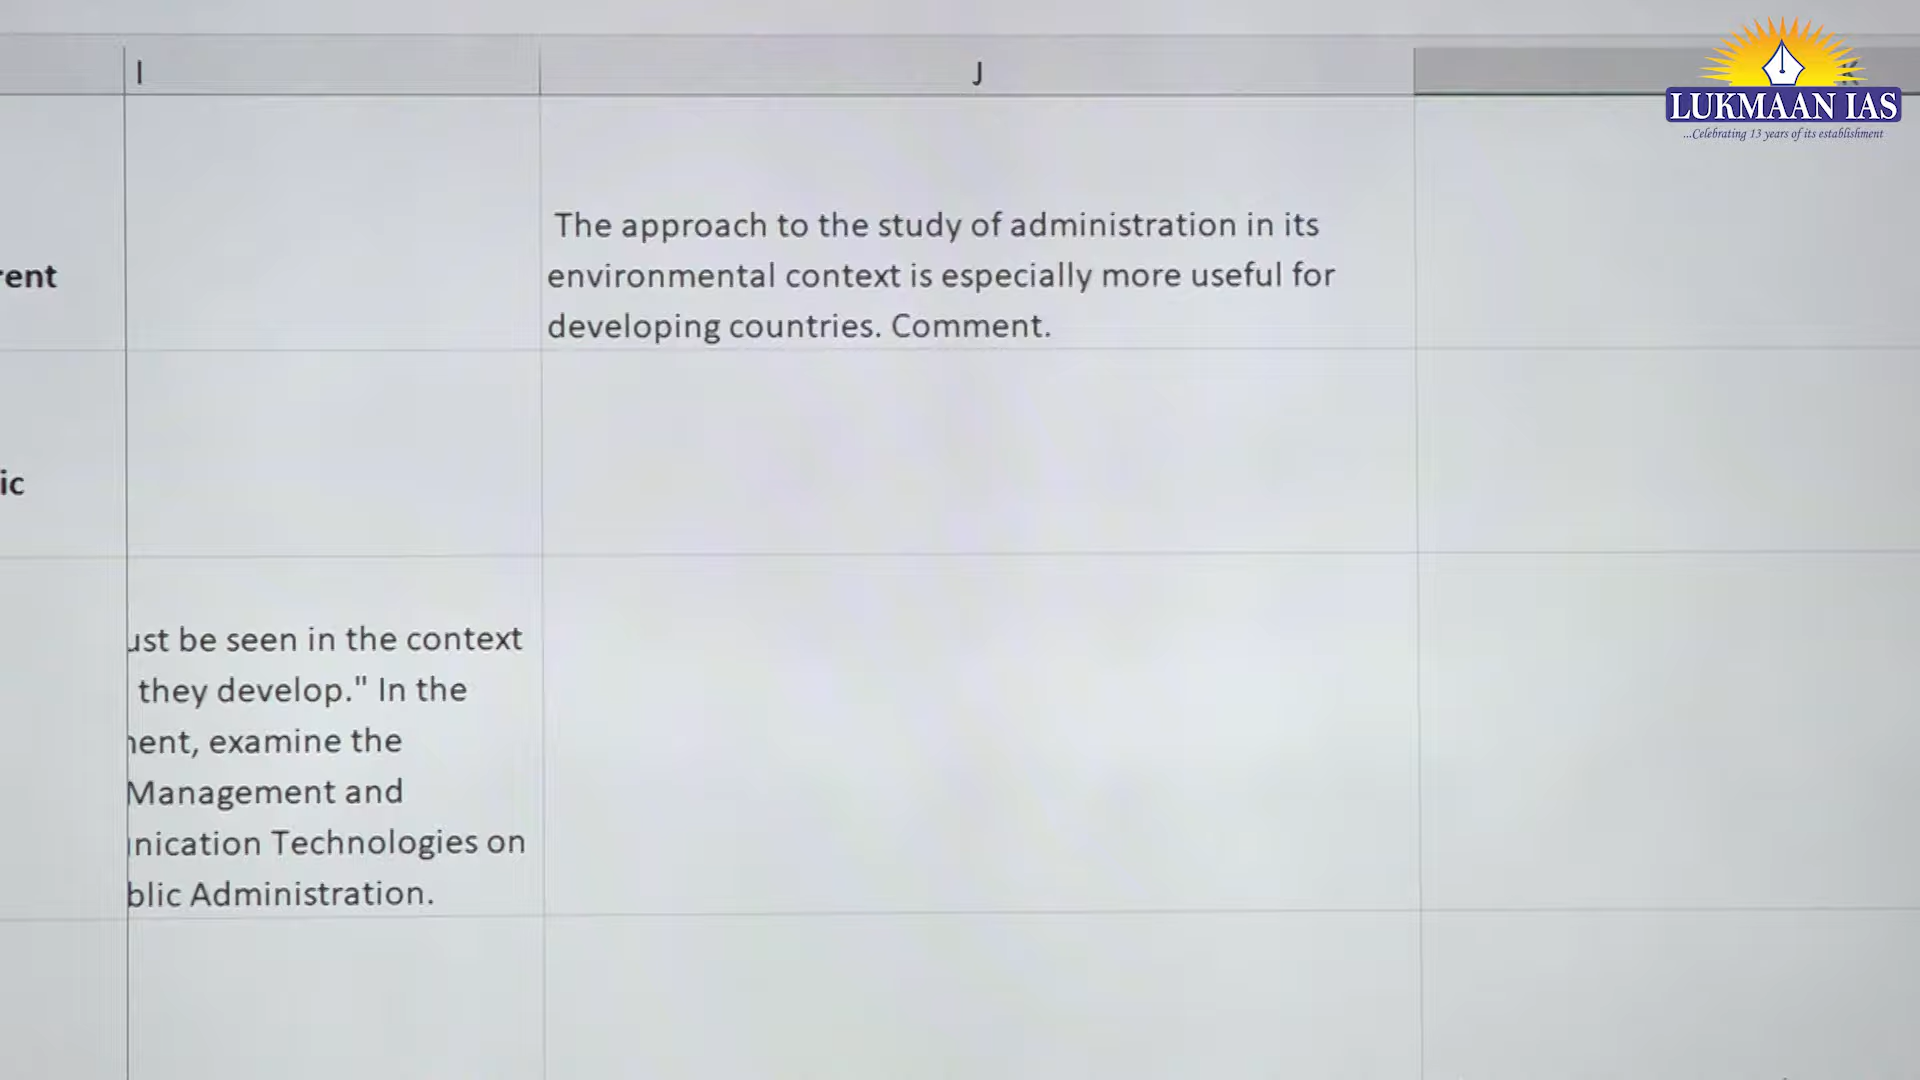 I
J
LUKMAAN IAS
...Celebrating 13 years of its establishment
The approach to the study of administration in its
environmental context is especially more useful for
developing countries. Comment.
rent
ic
ust be seen in the context
they develop." In the
nent, examine the
Management and
nication Technologies on
blic Administration.